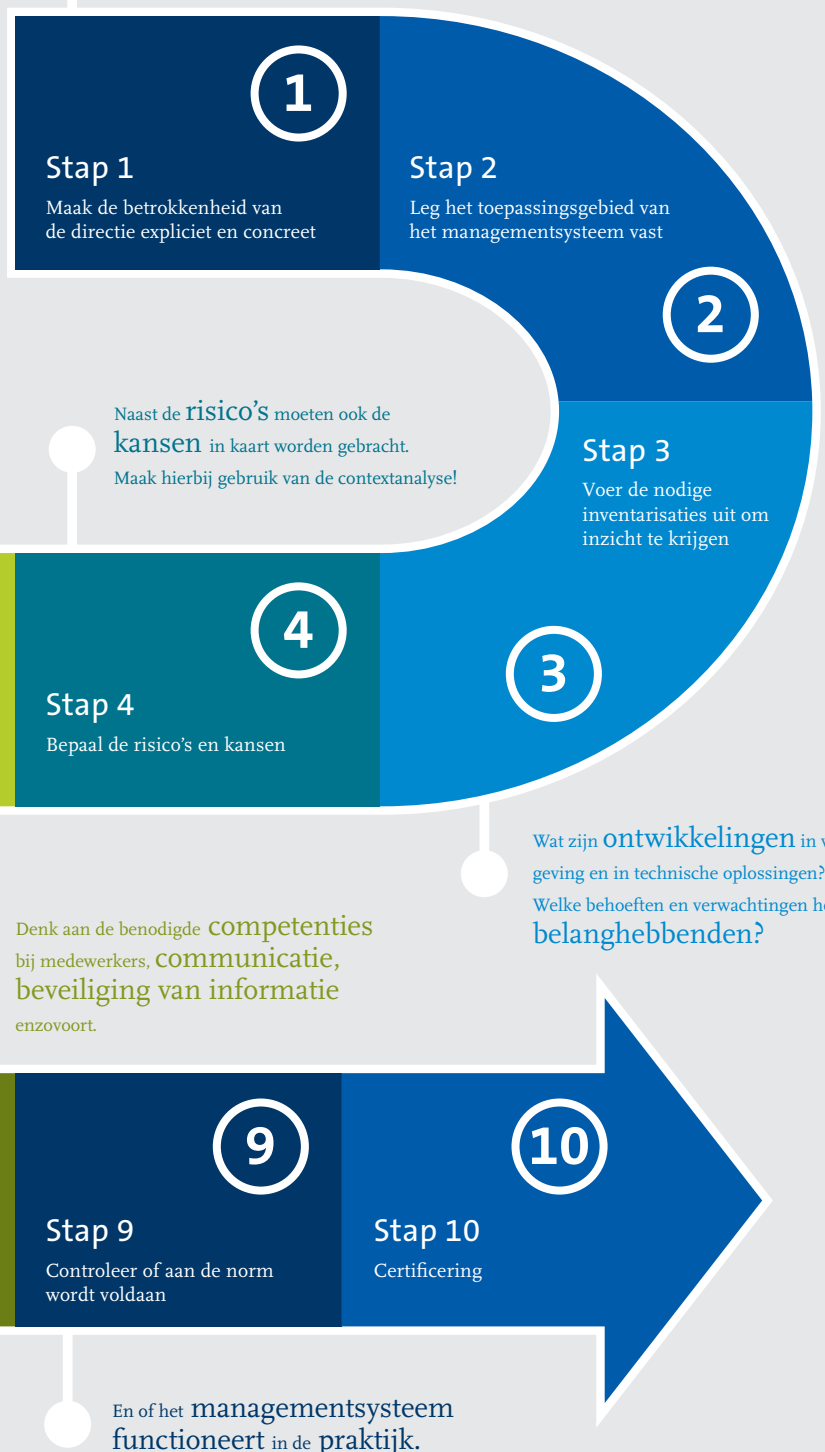 1
Stap 1
Maak de betrokkenheid van
de directie expliciet en concreet
Stap 2
Leg het toepassingsgebied van
het managementsysteem vast
2
Naast de risico's moeten ook de
kansen in kaart worden gebracht.
Maak hierbij gebruik van de contextanalyse!
Stap 3
Voer de nodige
inventarisaties uit om
inzicht te krijgen
3
4
Stap 4
Bepaal de risico's en kansen
Wat zijn ontwikkelingen in
geving en in technische oplossingen?
Welke behoeften en verwachtingen
belanghebbenden?
Denk aan de benodigde competenties
bij medewerkers, communicatie,
beveiliging van informatie
enzovoort.
9
Stap 9
Controleer of aan de norm
wordt voldaan
10
Stap 10
Certificering
En of het managementsysteem
functioneert in de praktijk.